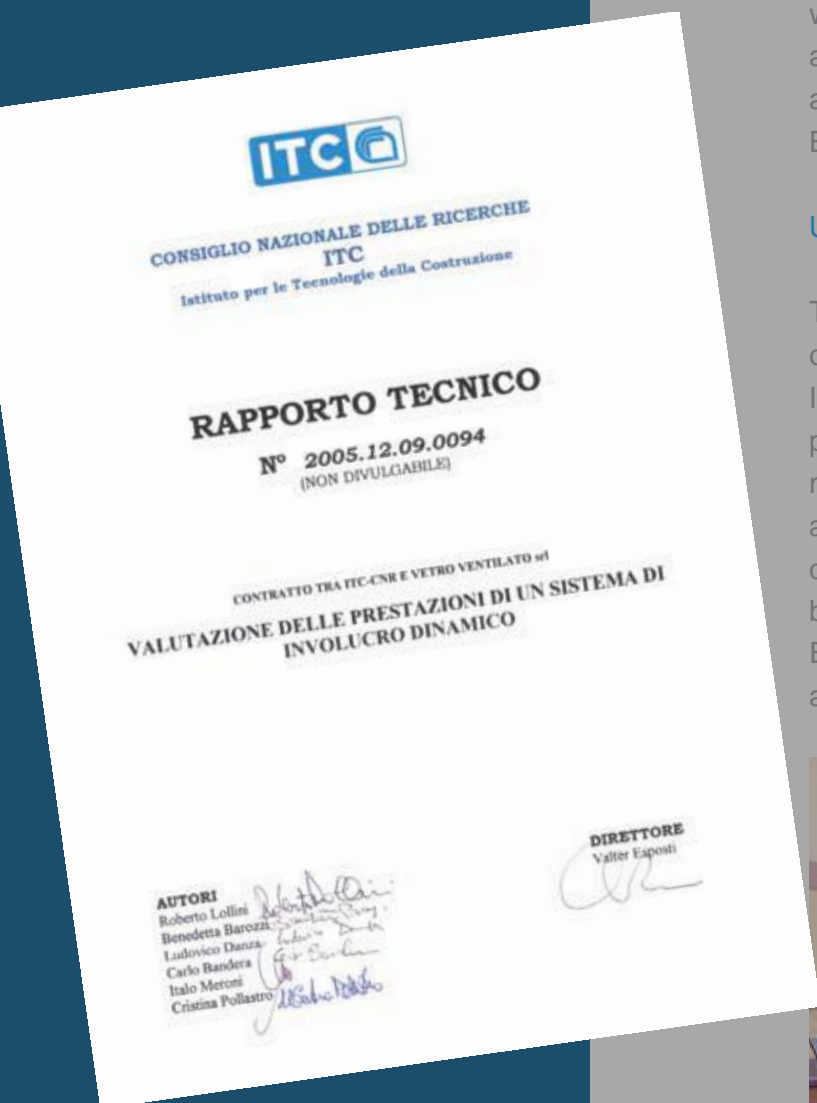 ITC
CONSIGLIO NAZIONALE DELLE RICERCHE
ITC
Istituto per le Tecnologie della Costruzione
RAPPORTO TECNICO
N° 2005.12.09.0094
(NON DIVULGABILE)
CONTRATTO TRA ITC-CNR E VETRO VENTILATO srl
VALUTAZIONE DELLE PRESTAZIONI DI UN SISTEMA DI
INVOLUCRO DINAMICO
DIRETTORE
Valter Esposti
AUTORI
Roberto Lollini
Benedetta Barozzi
Ludovico Danza
Carlo Bandera
Italo Meroni
Cristina Pollastro